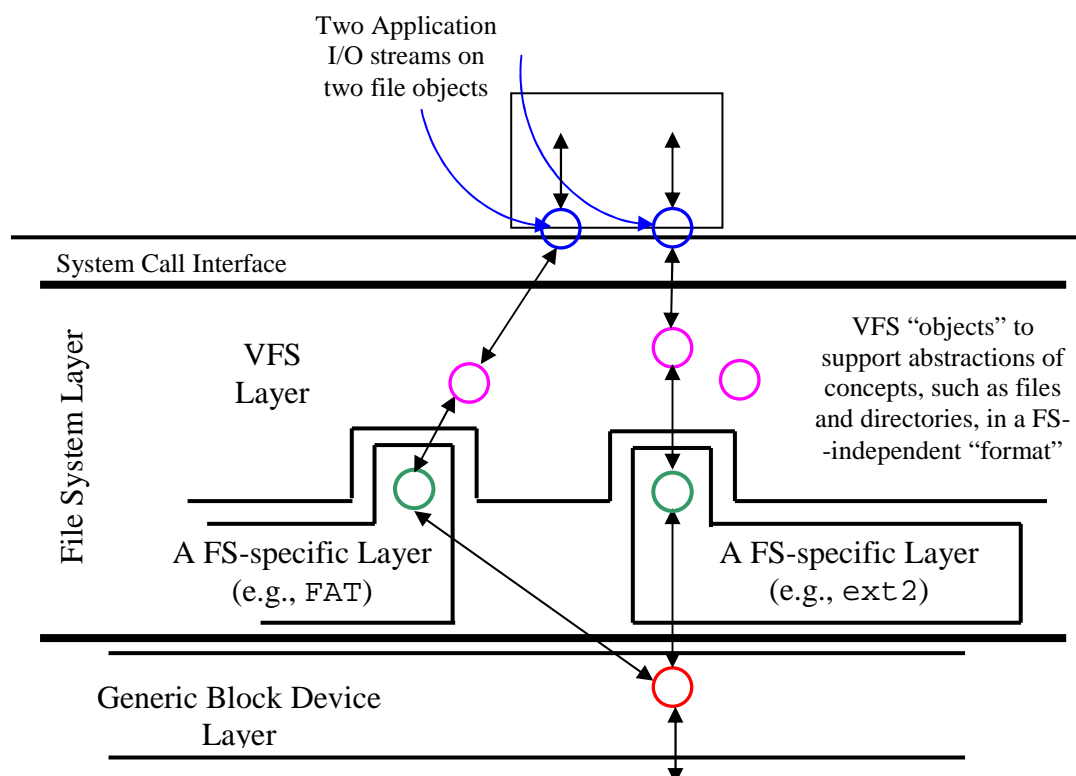 Two Application
I/O streams on
two file objects
System Call Interface
File System Layer
VFS
Layer
VFS “objects” to
support abstractions of
concepts, such as files
and directories, in a FS-
-independent “format”
A FS-specific Layer
(e.g., FAT)
A FS-specific Layer
(e.g., ext2)
Generic Block Device
Layer